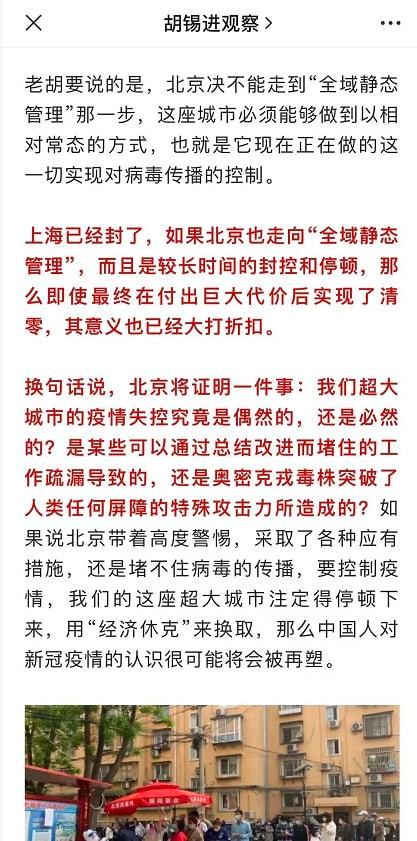 胡锡进观察
老胡要说的是，北京决不能走到“全域静态
管理”那一步，这座城市必须能够做到以相
对常态的方式，也就是它现在正在做的这
一切实现对病毒传播的控制。
上海已经封了，如果北京也走向“全域静态
管理”，而且是较长时间的封控和停顿，那
么即使最终在付出巨大代价后实现了清
零，其意义也已经大打折扣。
换句话说，北京将证明一件事：我们超大
城市的疫情失控究竟是偶然的，还是必然
的？是某些可以通过总结改进而堵住的工
作疏漏导致的，还是奥密克戎毒株突破了
人类任何屏障的特殊攻击力所造成的？如
果说北京带着高度警惕，采取了各种应有
措施，还是堵不住病毒的传播，要控制疫
情，我们的这座超大城市注定得停顿下
来，用“经济休克”来换取，那么中国人对
新冠疫情的认识很可能将会被再塑。
朝阳群众